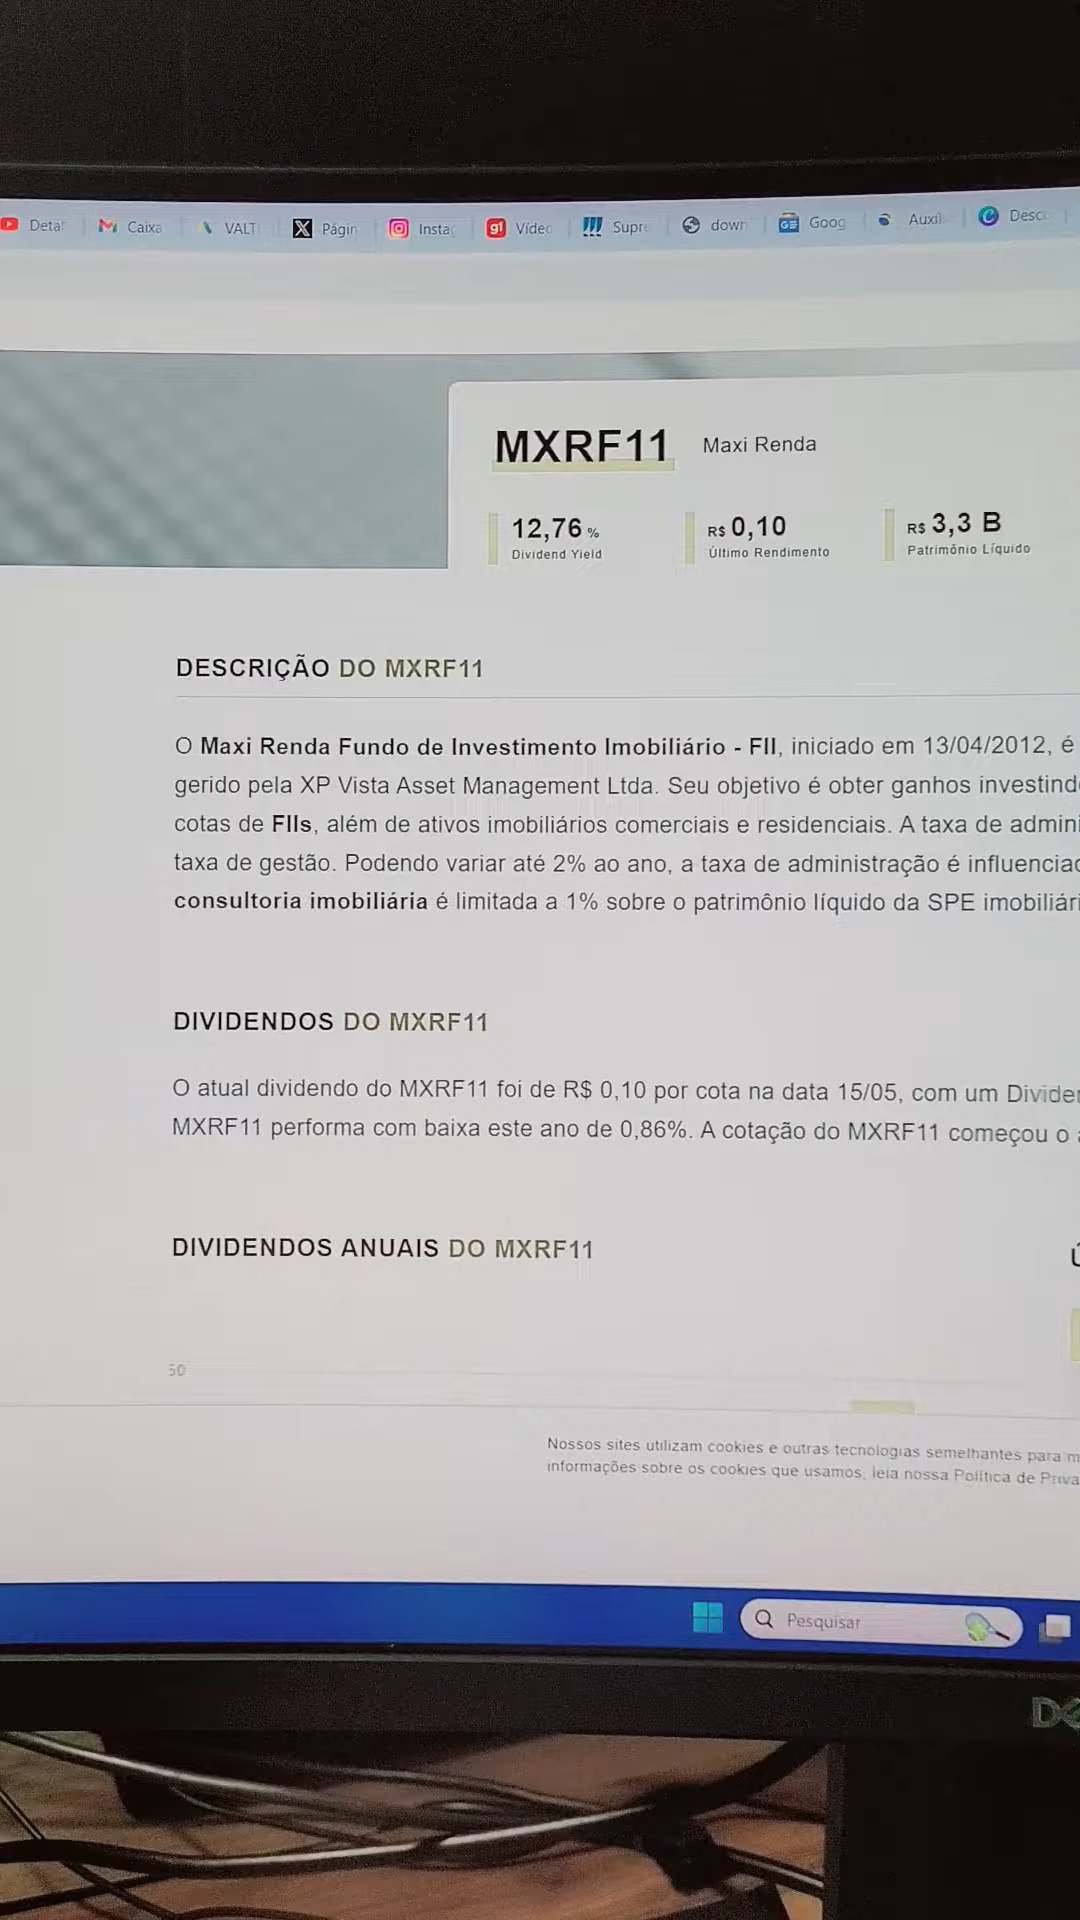 Detal Caixa VALT Págin Insta Vídeo Supre down Goog Auxíl Desco
MXRF11 Maxi Renda
12,76 % R$ 0,10 R$ 3,3 B
Dividend Yield Último Rendimento Patrimônio Líquido
DESCRIÇÃO DO MXRF11
O Maxi Renda Fundo de Investimento Imobiliário - FII, iniciado em 13/04/2012, é
gerido pela XP Vista Asset Management Ltda. Seu objetivo é obter ganhos investind
cotas de FIIs, além de ativos imobiliários comerciais e residenciais. A taxa de admini
taxa de gestão. Podendo variar até 2% ao ano, a taxa de administração é influenciad
consultoria imobiliária é limitada a 1% sobre o patrimônio líquido da SPE imobiliári
DIVIDENDOS DO MXRF11
O atual dividendo do MXRF11 foi de R$ 0,10 por cota na data 15/05, com um Divide
MXRF11 performa com baixa este ano de 0,86%. A cotação do MXRF11 começou o a
DIVIDENDOS ANUAIS DO MXRF11
50
Nossos sites utilizam cookies e outras tecnologias semelhantes para m
informações sobre os cookies que usamos, leia nossa Política de Priva
Pesquisar